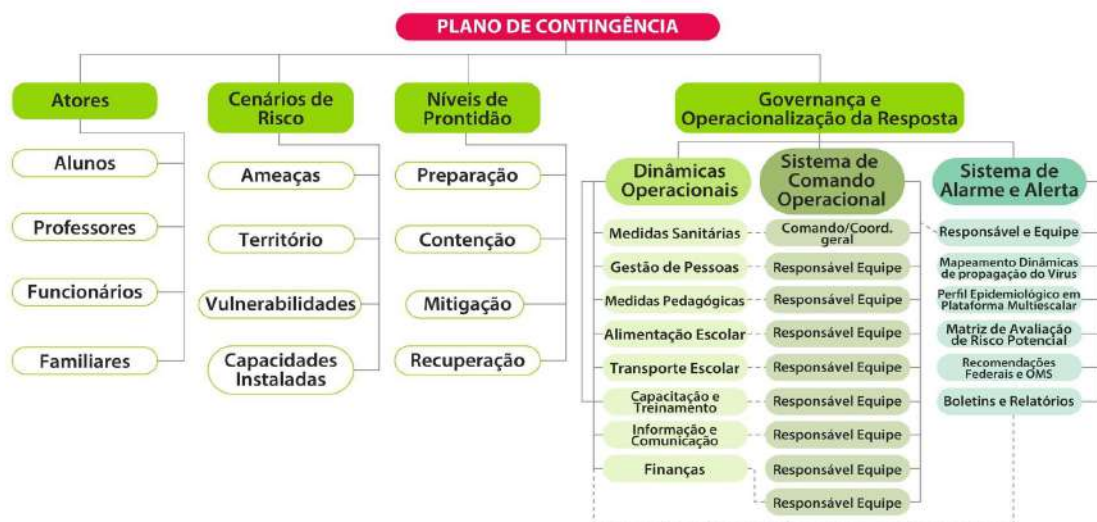 PLANO DE CONTINGÊNCIA
Atores
Alunos
Professores
Funcionários
Familiares
Cenários de
Risco
Ameaças
Território
Vulnerabilidades
Capacidades
Instaladas
Níveis de
Prontidão
Preparação
Contenção
Mitigação
Recuperação
Governança e
Operacionalização da Resposta
Dinâmicas
Operacionais
Medidas Sanitárias
Gestão de Pessoas
Medidas Pedagógicas
Alimentação Escolar
Transporte Escolar
Capacitação e
Treinamento
Informação e
Comunicação
Finanças
Sistema de
Comando
Operacional
Comando/Coord.
geral
Responsável Equipe
Responsável Equipe
Responsável Equipe
Responsável Equipe
Responsável Equipe
Responsável Equipe
Responsável Equipe
Responsável Equipe
Sistema de
Alarme e Alerta
Responsável e Equipe
Mapeamento Dinâmicas
de propagação do Vírus
Perfil Epidemiológico em
Plataforma Multiescalar
Matriz de Avaliação
de Risco Potencial
Recomendações
Federais e OMS
Boletins e Relatórios